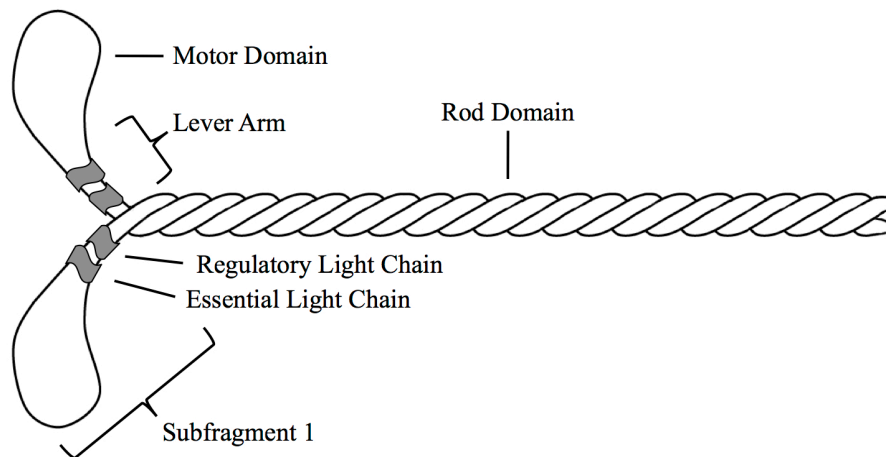 Motor Domain
Lever Arm
Rod Domain
Regulatory Light Chain
Essential Light Chain
Subfragment 1